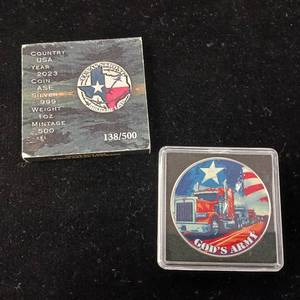 COUNTRY
USA
YEAR
2023
COIN
ASE
SILVER
.999
WEIGHT
1OZ
MINTAGE
500
138/500
GOD'S ARMY